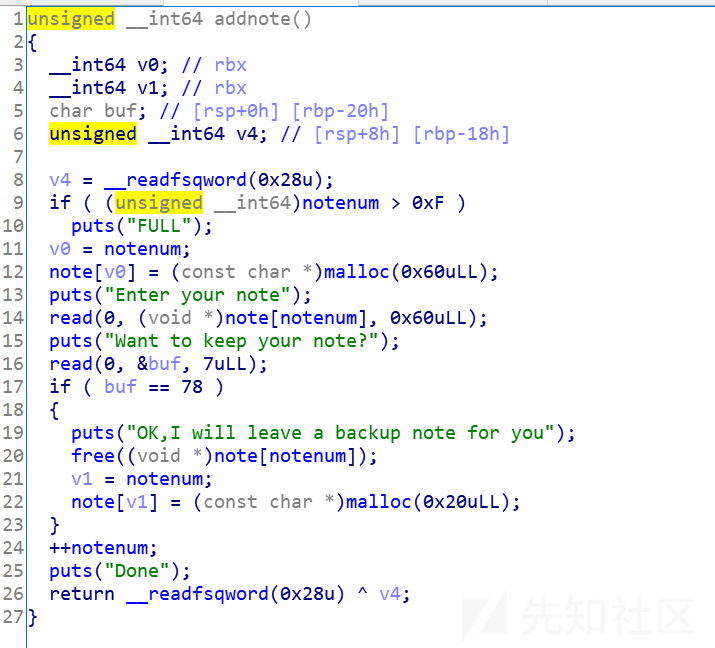 1 unsigned __int64 addnote()
2 {
3 __int64 v0; // rbx
4 __int64 v1; // rbx
5 char buf; // [rsp+0h] [rbp-20h]
6 unsigned __int64 v4; // [rsp+8h] [rbp-18h]
7
8 v4 = __readfsqword(0x28u);
9 if ( (unsigned __int64)notenum > 0xF )
10 puts("FULL");
11 v0 = notenum;
12 note[v0] = (const char *)malloc(0x60uLL);
13 puts("Enter your note");
14 read(0, (void *)note[notenum], 0x60uLL);
15 puts("Want to keep your note?");
16 read(0, &buf, 7uLL);
17 if ( buf == 78 )
18 {
19 puts("OK,I will leave a backup note for you");
20 free((void *)note[notenum]);
21 v1 = notenum;
22 note[v1] = (const char *)malloc(0x20uLL);
23 }
24 ++notenum;
25 puts("Done");
26 return __readfsqword(0x28u) ^ v4;
27 }
先知社区